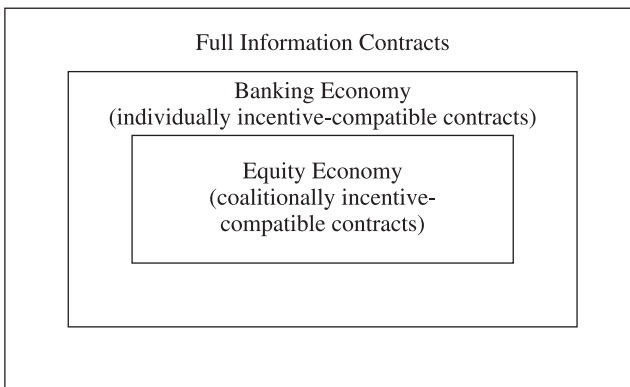 Full Information Contracts
Banking Economy
(individually incentive-compatible contracts)
Equity Economy
(coalitionally incentive-
compatible contracts)